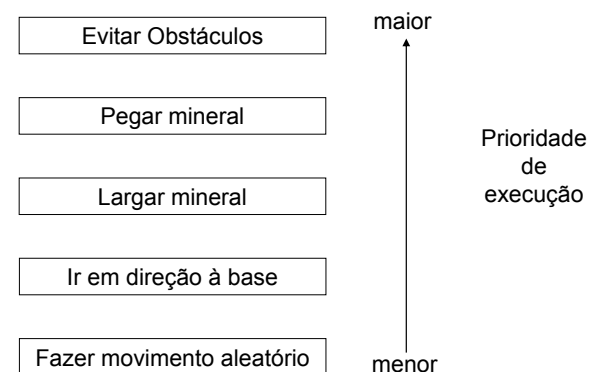 Evitar Obstáculos
Pegar mineral
Largar mineral
Ir em direção à base
Fazer movimento aleatório
maior
Prioridade
de
execução
menor